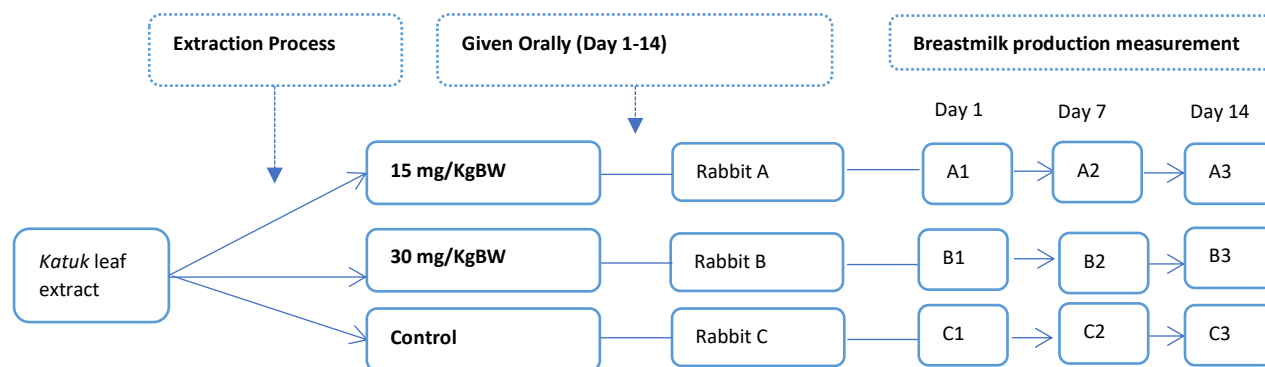 Extraction Process
Given Orally (Day 1-14)
Breastmilk production measurement
Day 1
Day 7
Day 14
15 mg/KgBW
Rabbit A
A1
A2
A3
Katuk leaf
extract
30 mg/KgBW
Rabbit B
B1
B2
B3
Control
Rabbit C
C1
C2
C3